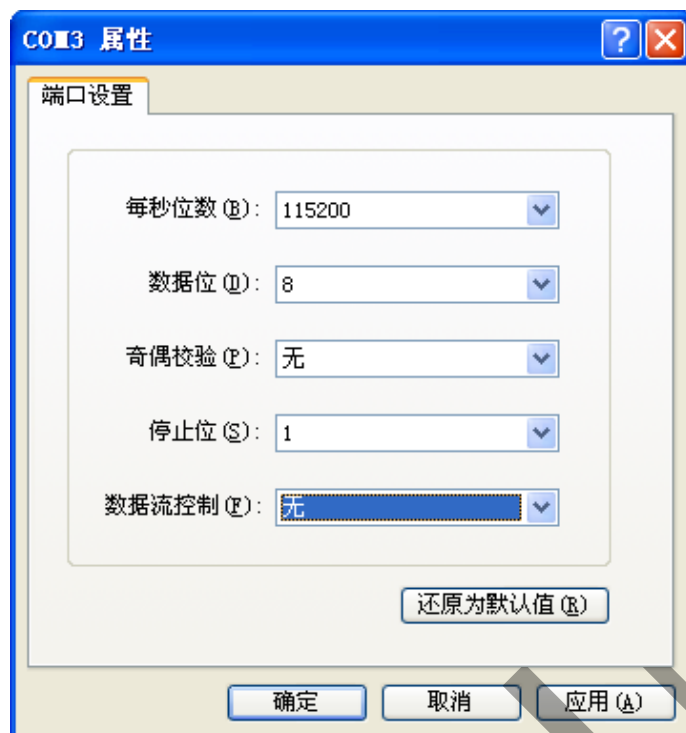 COM3 属性
端口设置
每秒位数(B): 115200
数据位(D): 8
奇偶校验(P): 无
停止位(S): 1
数据流控制(F): 无
还原为默认值(R)
确定 取消 应用(A)